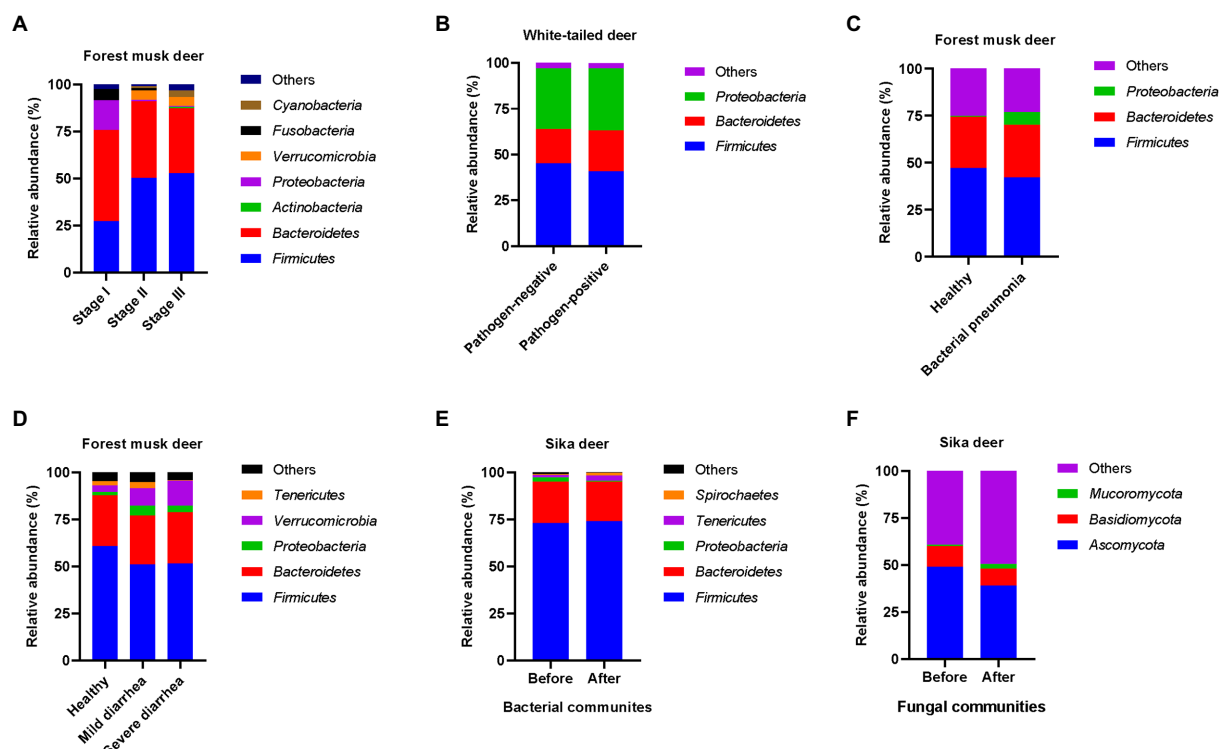 A
Forest musk deer
Relative abundance (%)
100
75
50
25
0
Stage I
Stage II
Stage III
Others
Cyanobacteria
Fusobacteria
Verrucomicrobia
Proteobacteria
Actinobacteria
Bacteroidetes
Firmicutes
B
White-tailed deer
Relative abundance (%)
100
75
50
25
0
Pathogen-negative
Pathogen-positive
Others
Proteobacteria
Bacteroidetes
Firmicutes
C
Forest musk deer
Relative abundance (%)
100
75
50
25
0
Healthy
Bacterial pneumonia
Others
Proteobacteria
Bacteroidetes
Firmicutes
D
Forest musk deer
Relative abundance (%)
100
75
50
25
0
Healthy
Mild diarrhea
Severe diarrhea
Others
Tenericutes
Verrucomicrobia
Proteobacteria
Bacteroidetes
Firmicutes
E
Sika deer
Relative abundance (%)
100
75
50
25
0
Before After
Bacterial communites
Others
Spirochaetes
Tenericutes
Proteobacteria
Bacteroidetes
Firmicutes
F
Sika deer
Relative abundance (%)
100
75
50
25
0
Before After
Fungal communities
Others
Mucoromycota
Basidiomycota
Ascomycota